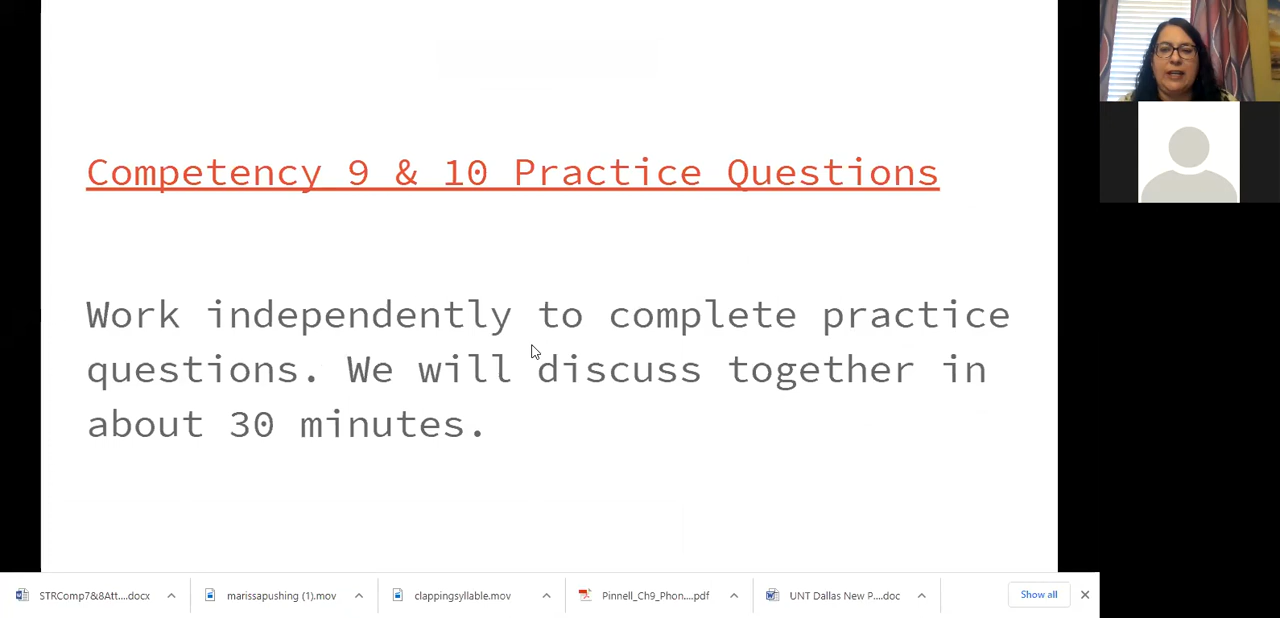 Competency 9 & 10 Practice Questions
Work independently to complete practice
questions. We will discuss together in
about 30 minutes.
STRComp7&8Att....docx
marissapushing (1).mov
clappingsyllable.mov
Pinnell_Ch9_Phon....pdf
UNT Dallas New P....doc
Show all